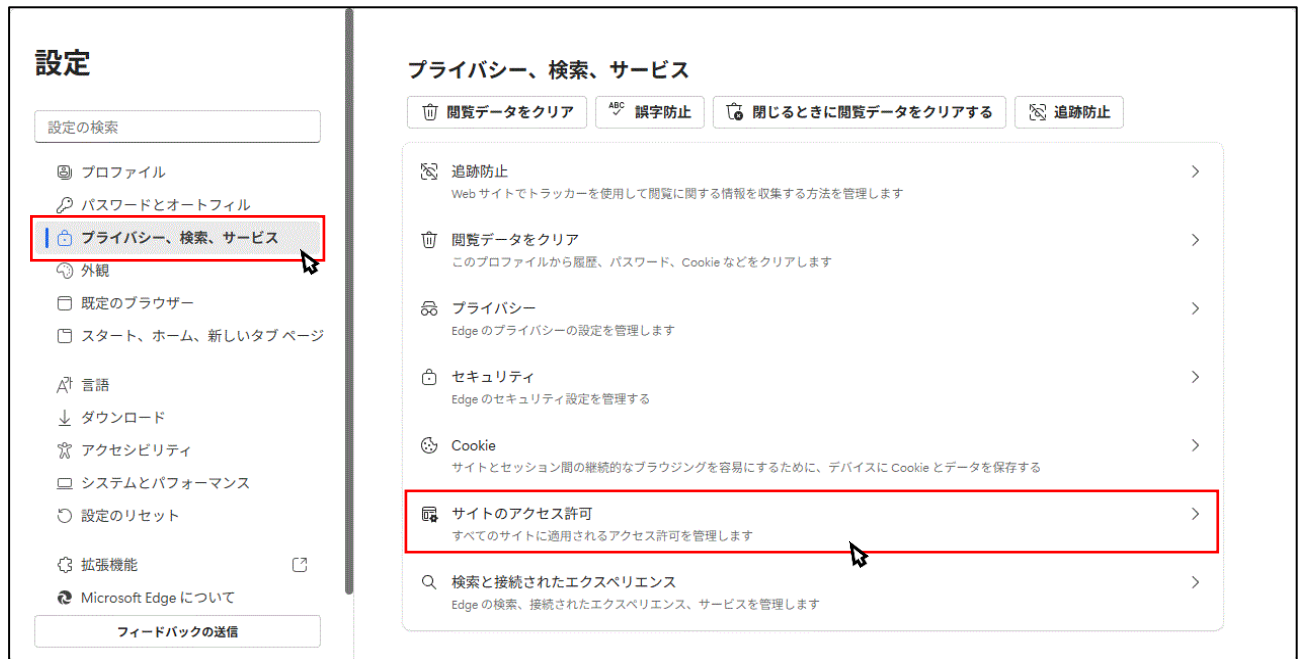 設定
設定の検索
プロファイル
パスワードとオートフィル
プライバシー、検索、サービス
外観
既定のブラウザー
スタート、ホーム、新しいタブ ページ
言語
ダウンロード
アクセシビリティ
システムとパフォーマンス
設定のリセット
拡張機能
Microsoft Edge について
フィードバックの送信
プライバシー、検索、サービス
閲覧データをクリア
ABC 誤字防止
閉じるときに閲覧データをクリアする
追跡防止
追跡防止
Web サイトでトラッカーを使用して閲覧に関する情報を収集する方法を管理します
閲覧データをクリア
このプロファイルから履歴、パスワード、Cookie などをクリアします
プライバシー
Edge のプライバシーの設定を管理します
セキュリティ
Edge のセキュリティ設定を管理する
Cookie
サイトとセッション間の継続的なブラウジングを容易にするために、デバイスに Cookie とデータを保存する
サイトのアクセス許可
すべてのサイトに適用されるアクセス許可を管理します
検索と接続されたエクスペリエンス
Edge の検索、接続されたエクスペリエンス、サービスを管理します